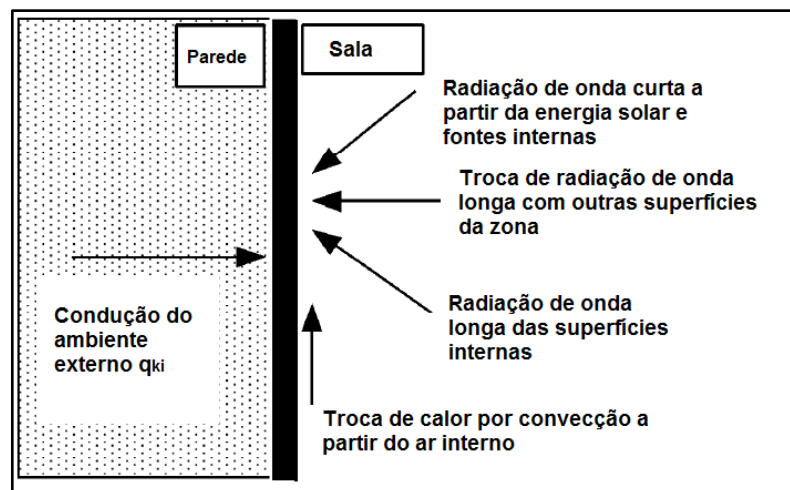 Parede
Sala
Radiação de onda curta a
partir da energia solar e
fontes internas
Troca de radiação de onda
longa com outras superfícies
da zona
Condução do
ambiente
externo qki
Radiação de onda
longa das superfícies
internas
Troca de calor por convecção a
partir do ar interno